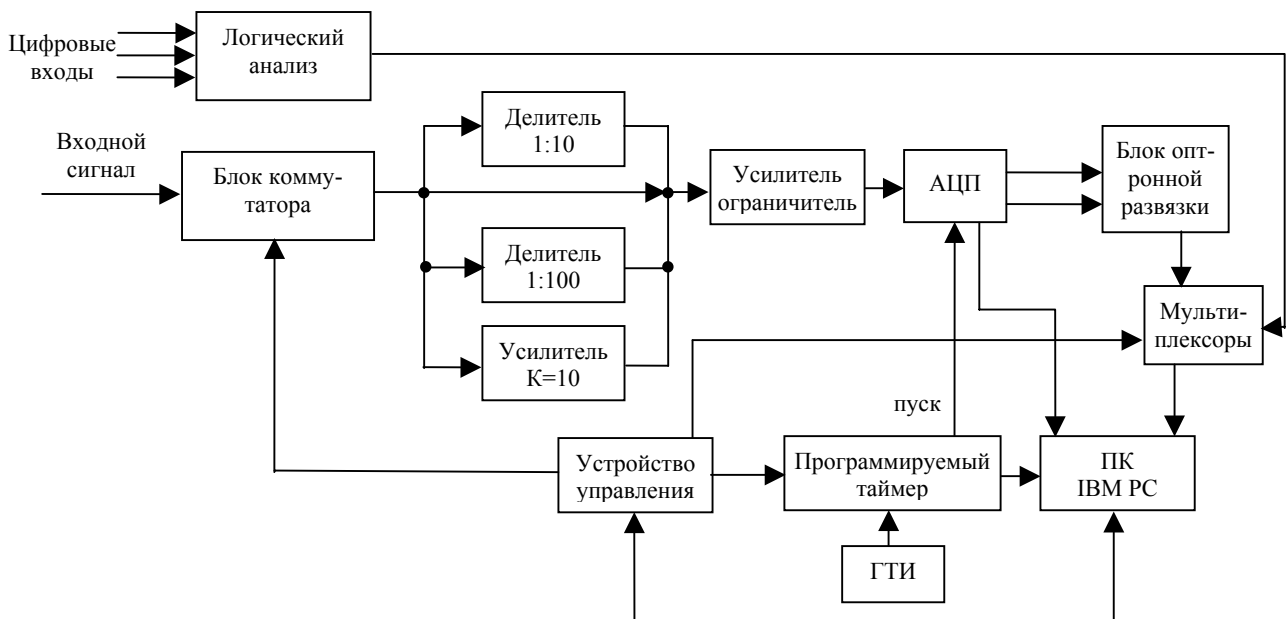 Цифровые
входы
Логический
анализ
Входной
сигнал
Блок комму-
татора
Делитель
1:10
Делитель
1:100
Усилитель
K=10
Усилитель
ограничитель
АЦП
Блок опт-
ронной
развязки
Мульти-
плексоры
пуск
Устройство
управления
Программируемый
таймер
ПК
IBM PC
ГТИ